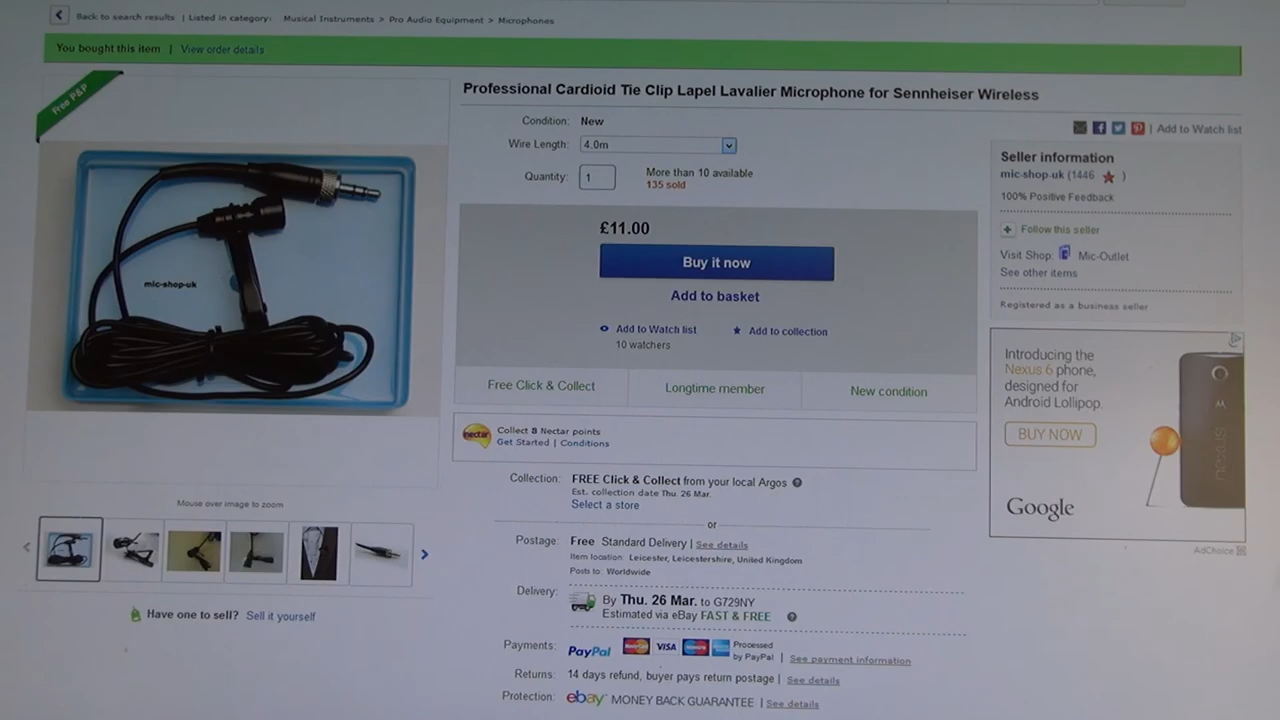 Back to search results | Listed in category: Musical Instruments > Pro Audio Equipment > Microphones
You bought this item | View order details
Free P&P
mic-shop-uk
Mouse over image to zoom
Have one to sell? Sell it yourself
Professional Cardioid Tie Clip Lapel Lavalier Microphone for Sennheiser Wireless
Condition: New
Wire Length: 4.0m
Quantity: 1
More than 10 available
135 sold
£11.00
Buy it now
Add to basket
Add to Watch list
Add to collection
10 watchers
Free Click & Collect
Longtime member
New condition
nectar
Collect 8 Nectar points
Get Started | Conditions
Collection: FREE Click & Collect from your local Argos
Est. collection date Thu. 26 Mar.
Select a store
or
Postage: Free Standard Delivery | See details
Item location: Leicester, Leicestershire, United Kingdom
Posts to: Worldwide
Delivery: By Thu. 26 Mar. to G729NY
Estimated via eBay FAST & FREE
Payments: PayPal VISA Processed
by PayPal | See payment information
Returns: 14 days refund, buyer pays return postage | See details
Protection: ebay MONEY BACK GUARANTEE | See details
| Add to Watch list
Seller information
mic-shop-uk (1446 )
100% Positive Feedback
Follow this seller
Visit Shop: Mic-Outlet
See other items
Registered as a business seller
Introducing the
Nexus 6 phone,
designed for
Android Lollipop.
BUY NOW
Google
AdChoice